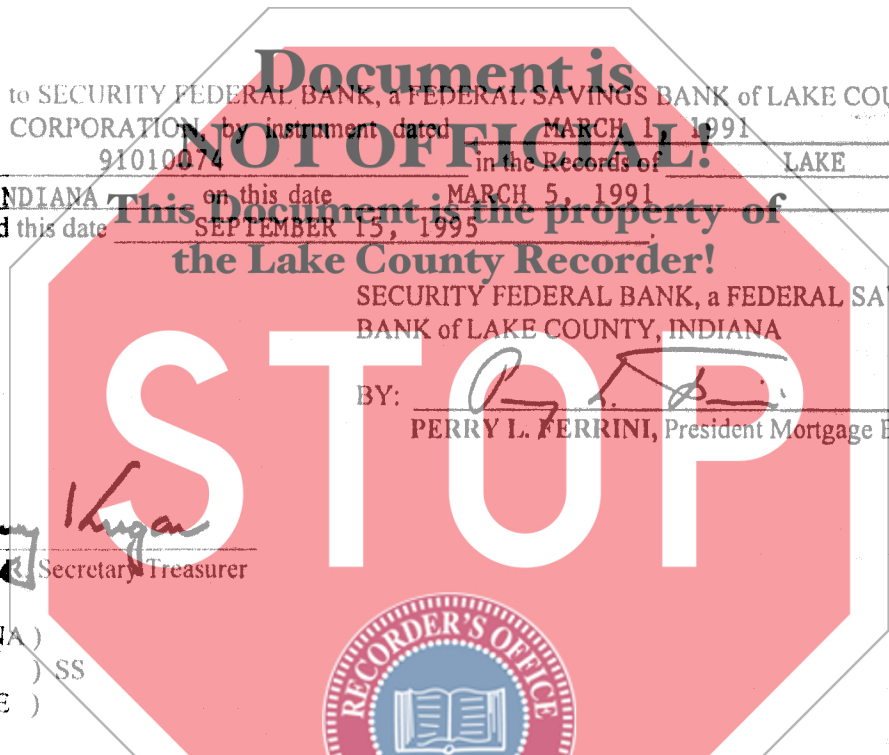 Document is
to SECURITY FEDERAL BANK, a FEDERAL SAVINGS BANK of LAKE COU
CORPORATION, by instrument dated MARCH 1, 1991
NOT OFFICIAL!
91010074 in the Records of LAKE
NDIANA on this date MARCH 5, 1991
This Document is the property of
d this date SEPTEMBER 15, 1995.
the Lake County Recorder!
SECURITY FEDERAL BANK, a FEDERAL SAV
BANK of LAKE COUNTY, INDIANA
STOP
BY:
PERRY L. FERRINI, President Mortgage B
Secretary Treasurer
NA )
) SS
E )
RECORDER'S OFFICE